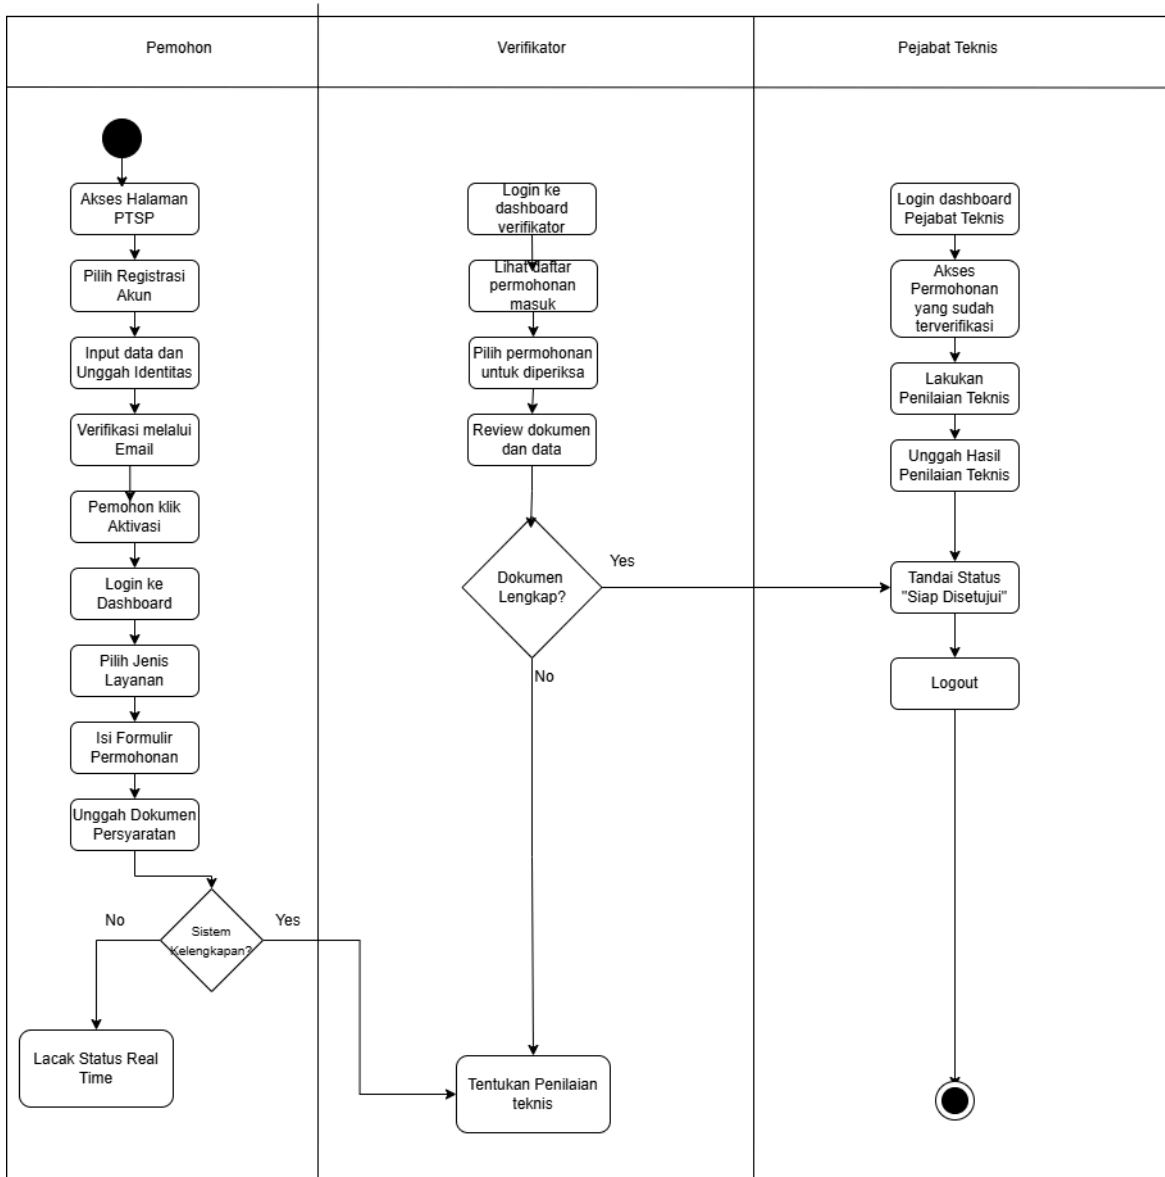 Pemohon
Verifikator
Pejabat Teknis
Akses Halaman
PTSP
Pilih Registrasi
Akun
Input data dan
Unggah Identitas
Verifikasi melalui
Email
Pemohon klik
Aktivasi
Login ke
Dashboard
Pilih Jenis
Layanan
Isi Formulir
Permohonan
Unggah Dokumen
Persyaratan
Sistem
Kelengkapan?
No
Yes
Lacak Status Real
Time
Login ke
dashboard
verifikator
Lihat daftar
permohonan
masuk
Pilih permohonan
untuk diperiksa
Review dokumen
dan data
Dokumen
Lengkap?
Yes
No
Tentukan Penilaian
teknis
Login dashboard
Pejabat Teknis
Akses
Permohonan
yang sudah
terverifikasi
Lakukan
Penilaian Teknis
Unggah Hasil
Penilaian Teknis
Tandai Status
"Siap Disetujui"
Logout